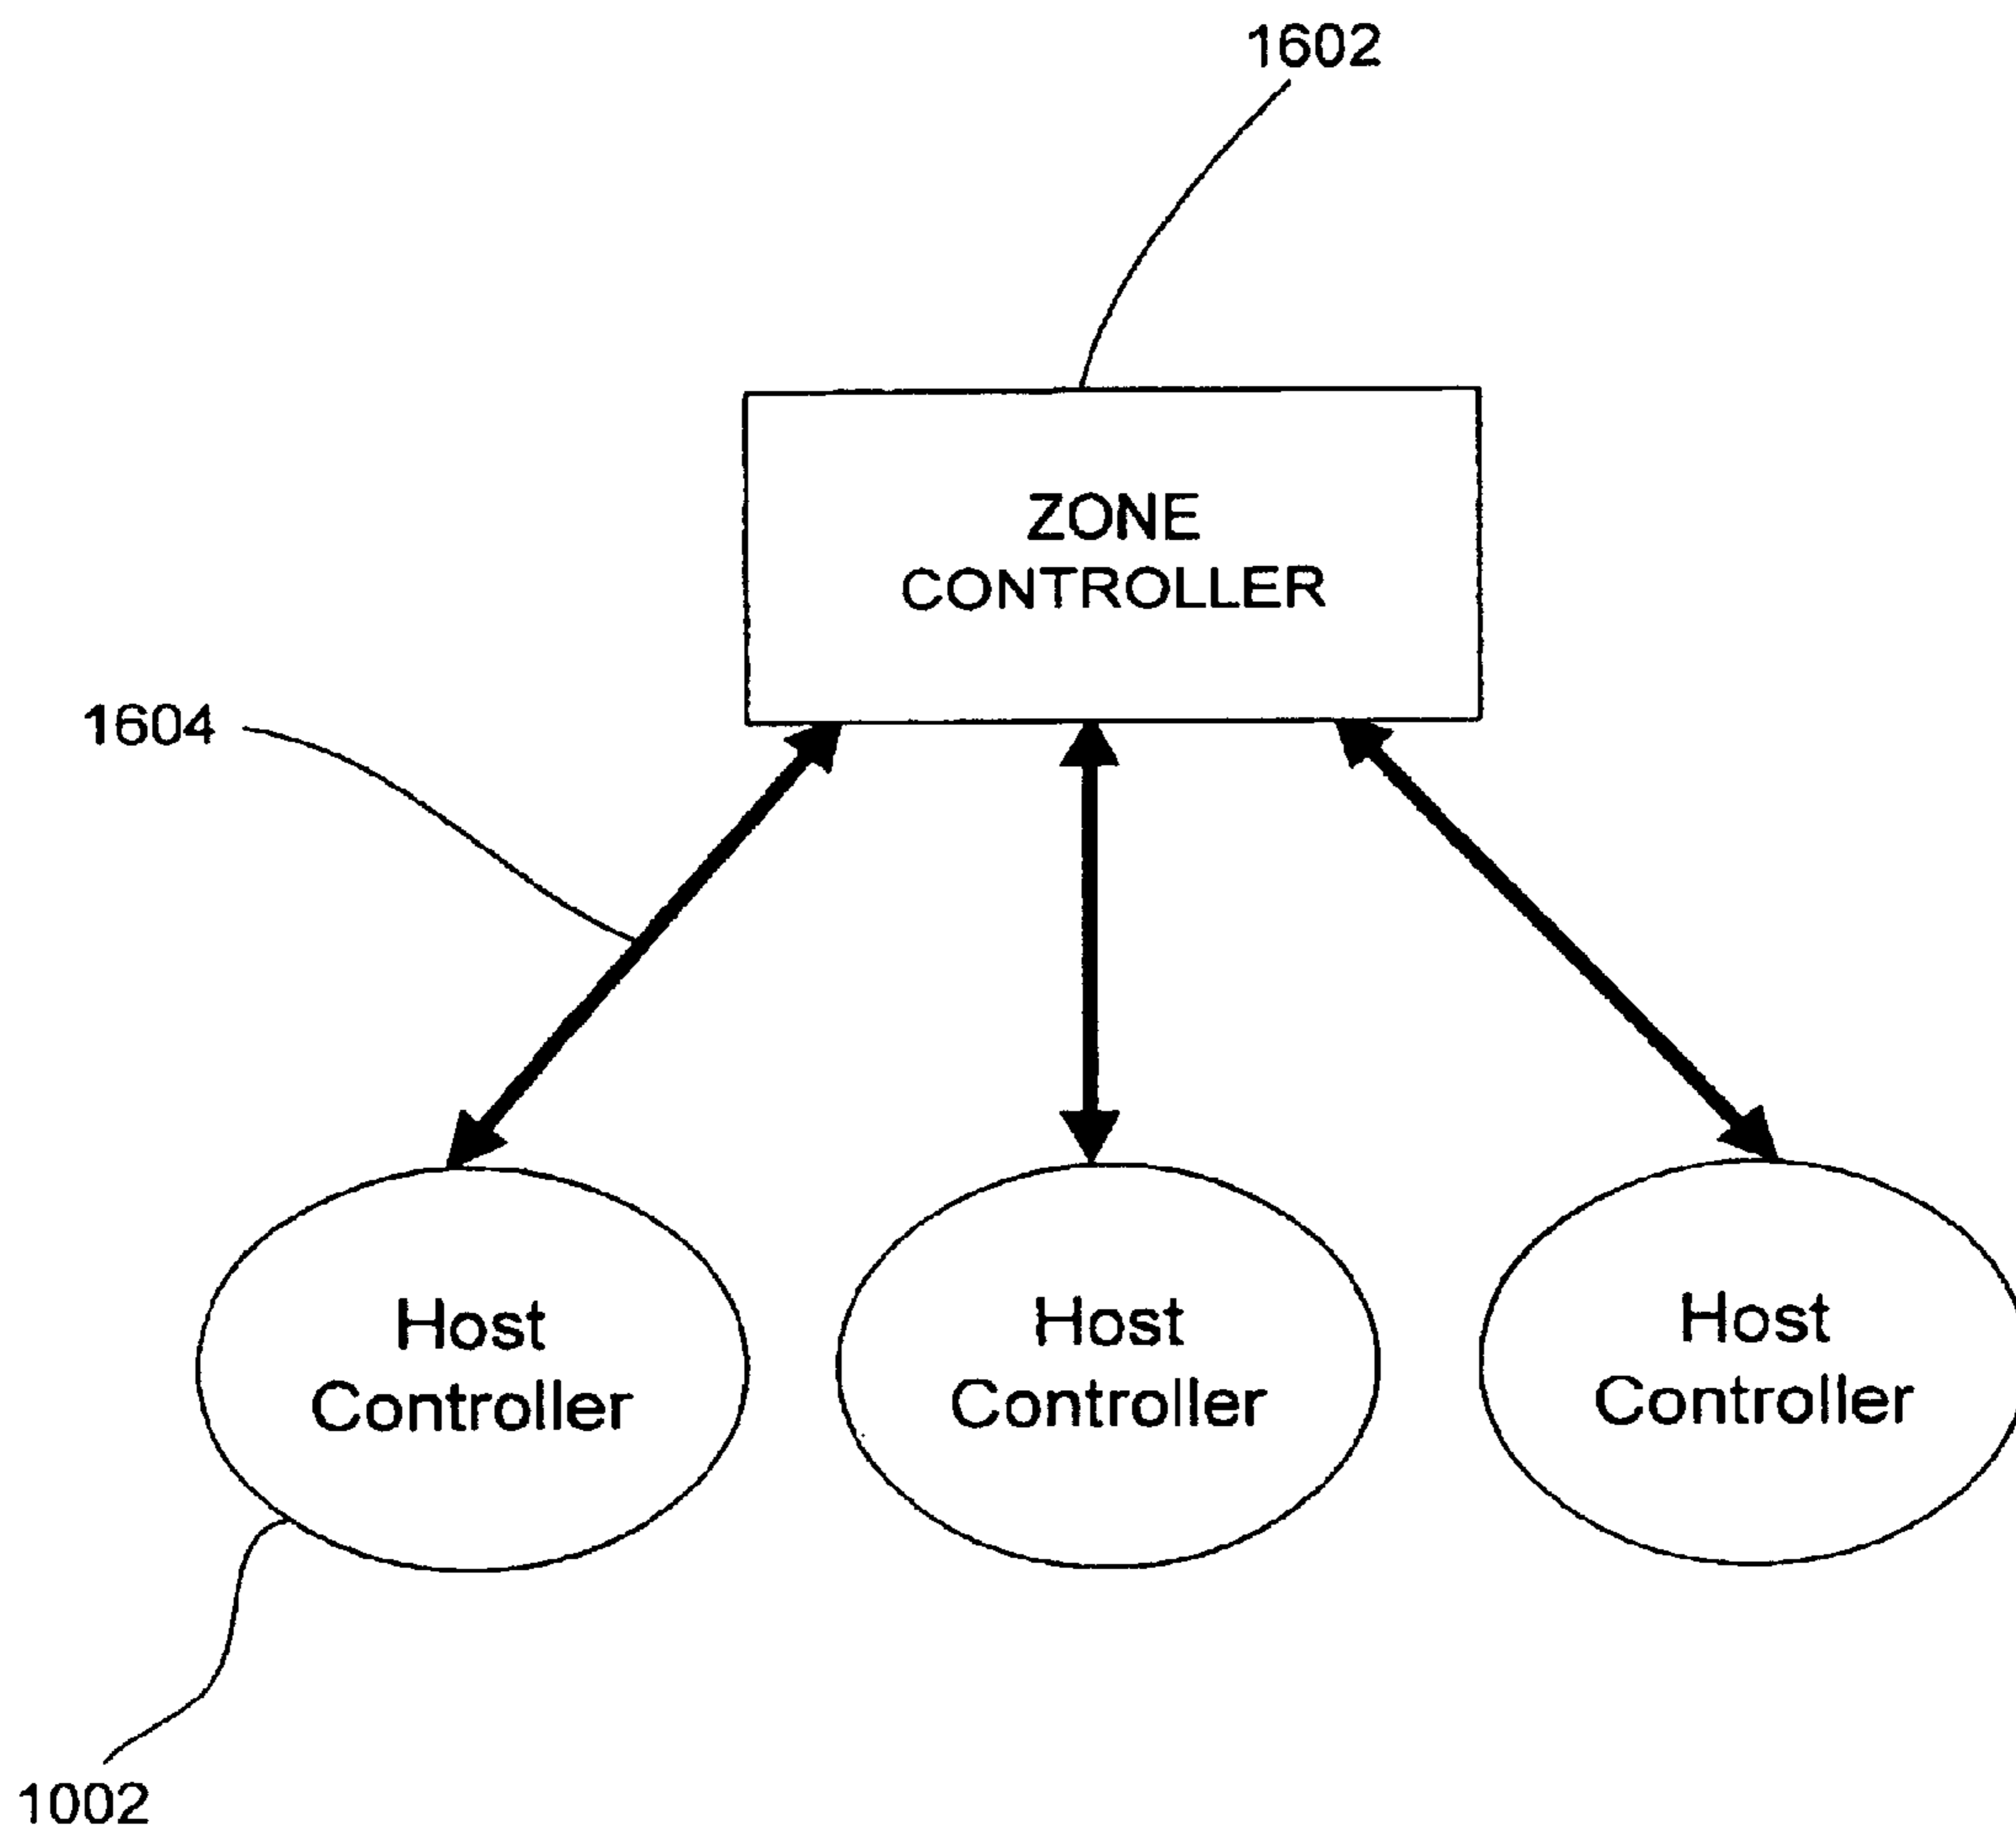 1602
ZONE
CONTROLLER
1604
Host
Controller
Host
Controller
Host
Controller
1002